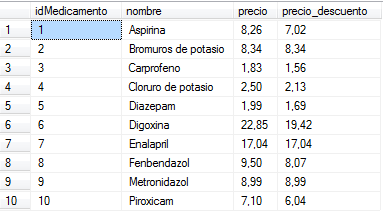 idMedicamento nombre precio precio_descuento
1 1 Aspirina 8,26 7,02
2 2 Bromuros de potasio 8,34 8,34
3 3 Carprofeno 1,83 1,56
4 4 Cloruro de potasio 2,50 2,13
5 5 Diazepam 1,99 1,69
6 6 Digoxina 22,85 19,42
7 7 Enalapril 17,04 17,04
8 8 Fenbendazol 9,50 8,07
9 9 Metronidazol 8,99 8,99
10 10 Piroxicam 7,10 6,04